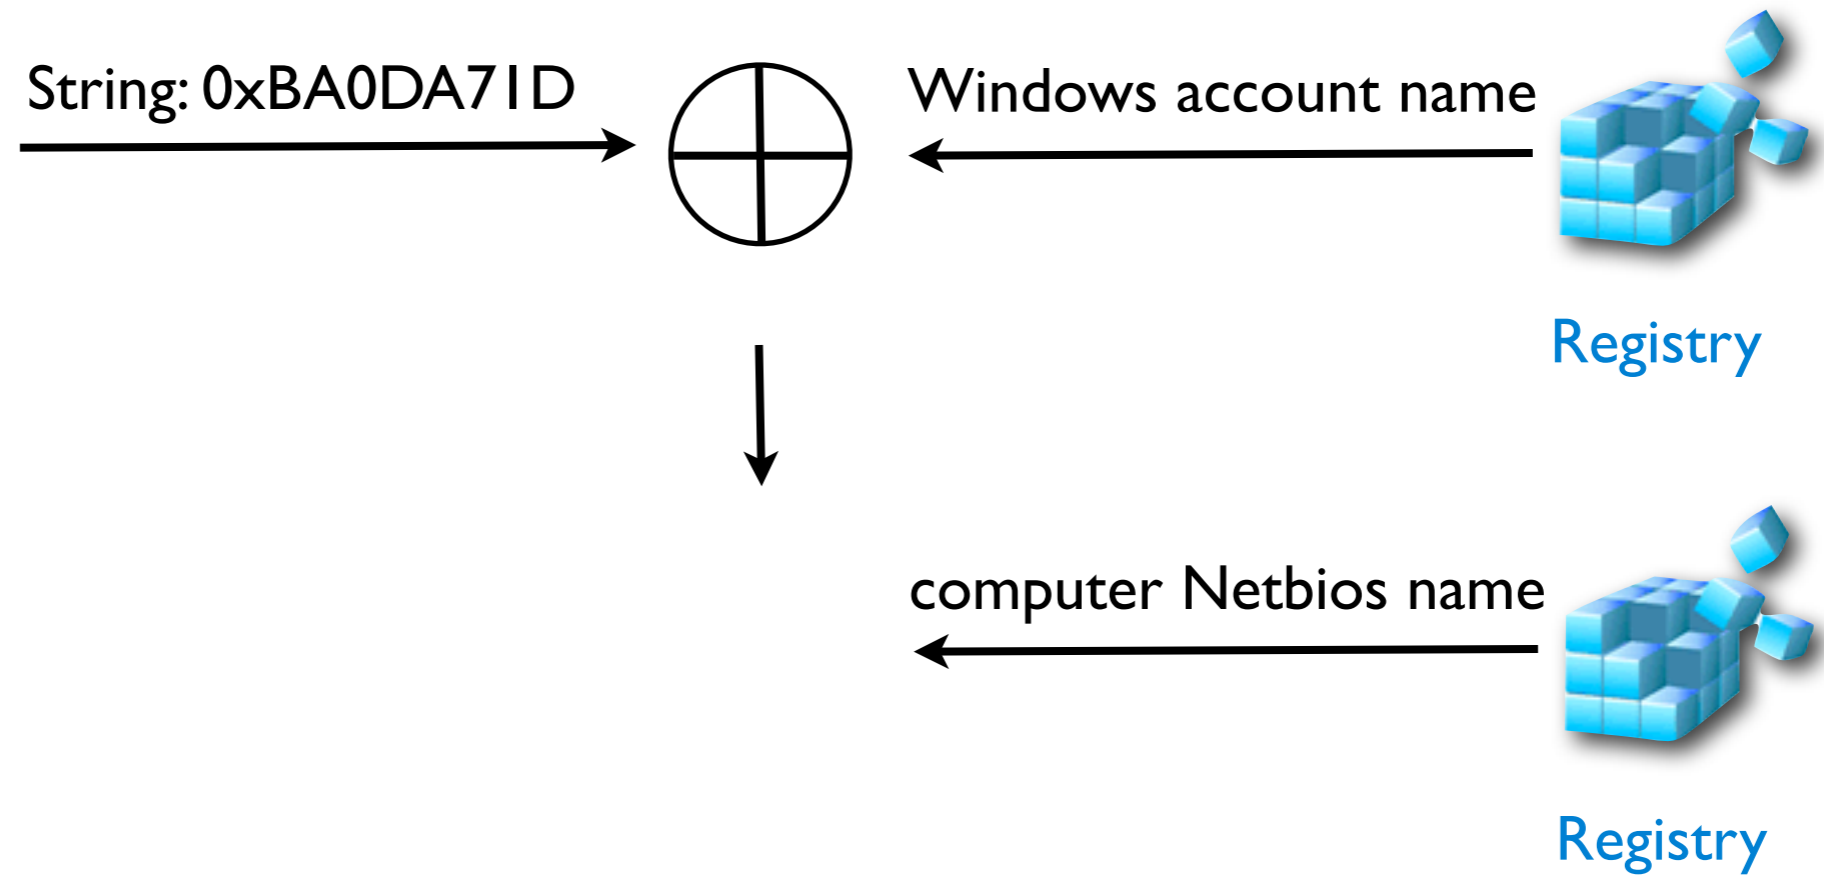 String: 0xBA0DA71D
Windows account name
Registry
computer Netbios name
Registry